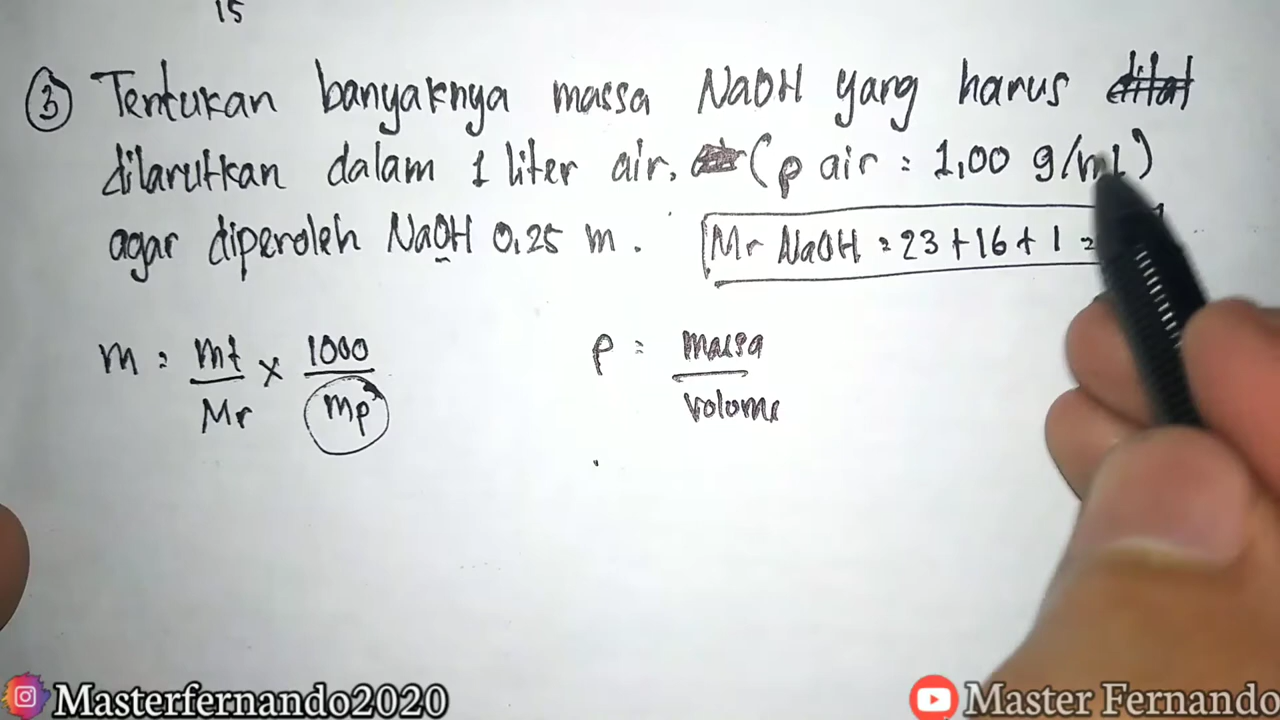 15
③ Tentukan banyaknya massa NaOH yang harus
dilarutkan dalam 1 liter air. (ρ air = 1,00 g/mL)
agar diperoleh NaOH 0,25 m.
Mr NaOH = 23 + 16 + 1 =
m = mt/Mr × 1000/mp
ρ = massa/volume
Masterfernando2020
Master Fernando